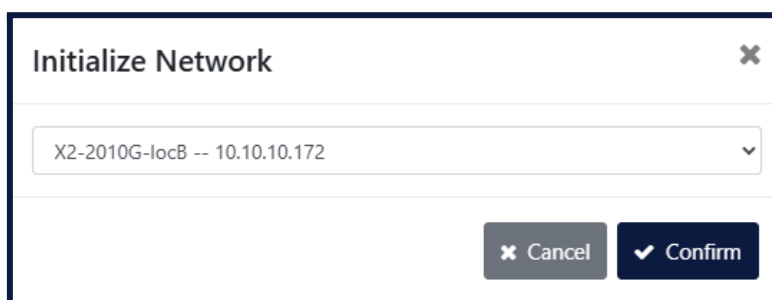 Initialize Network
X2-2010G-locB -- 10.10.10.172
Cancel Confirm